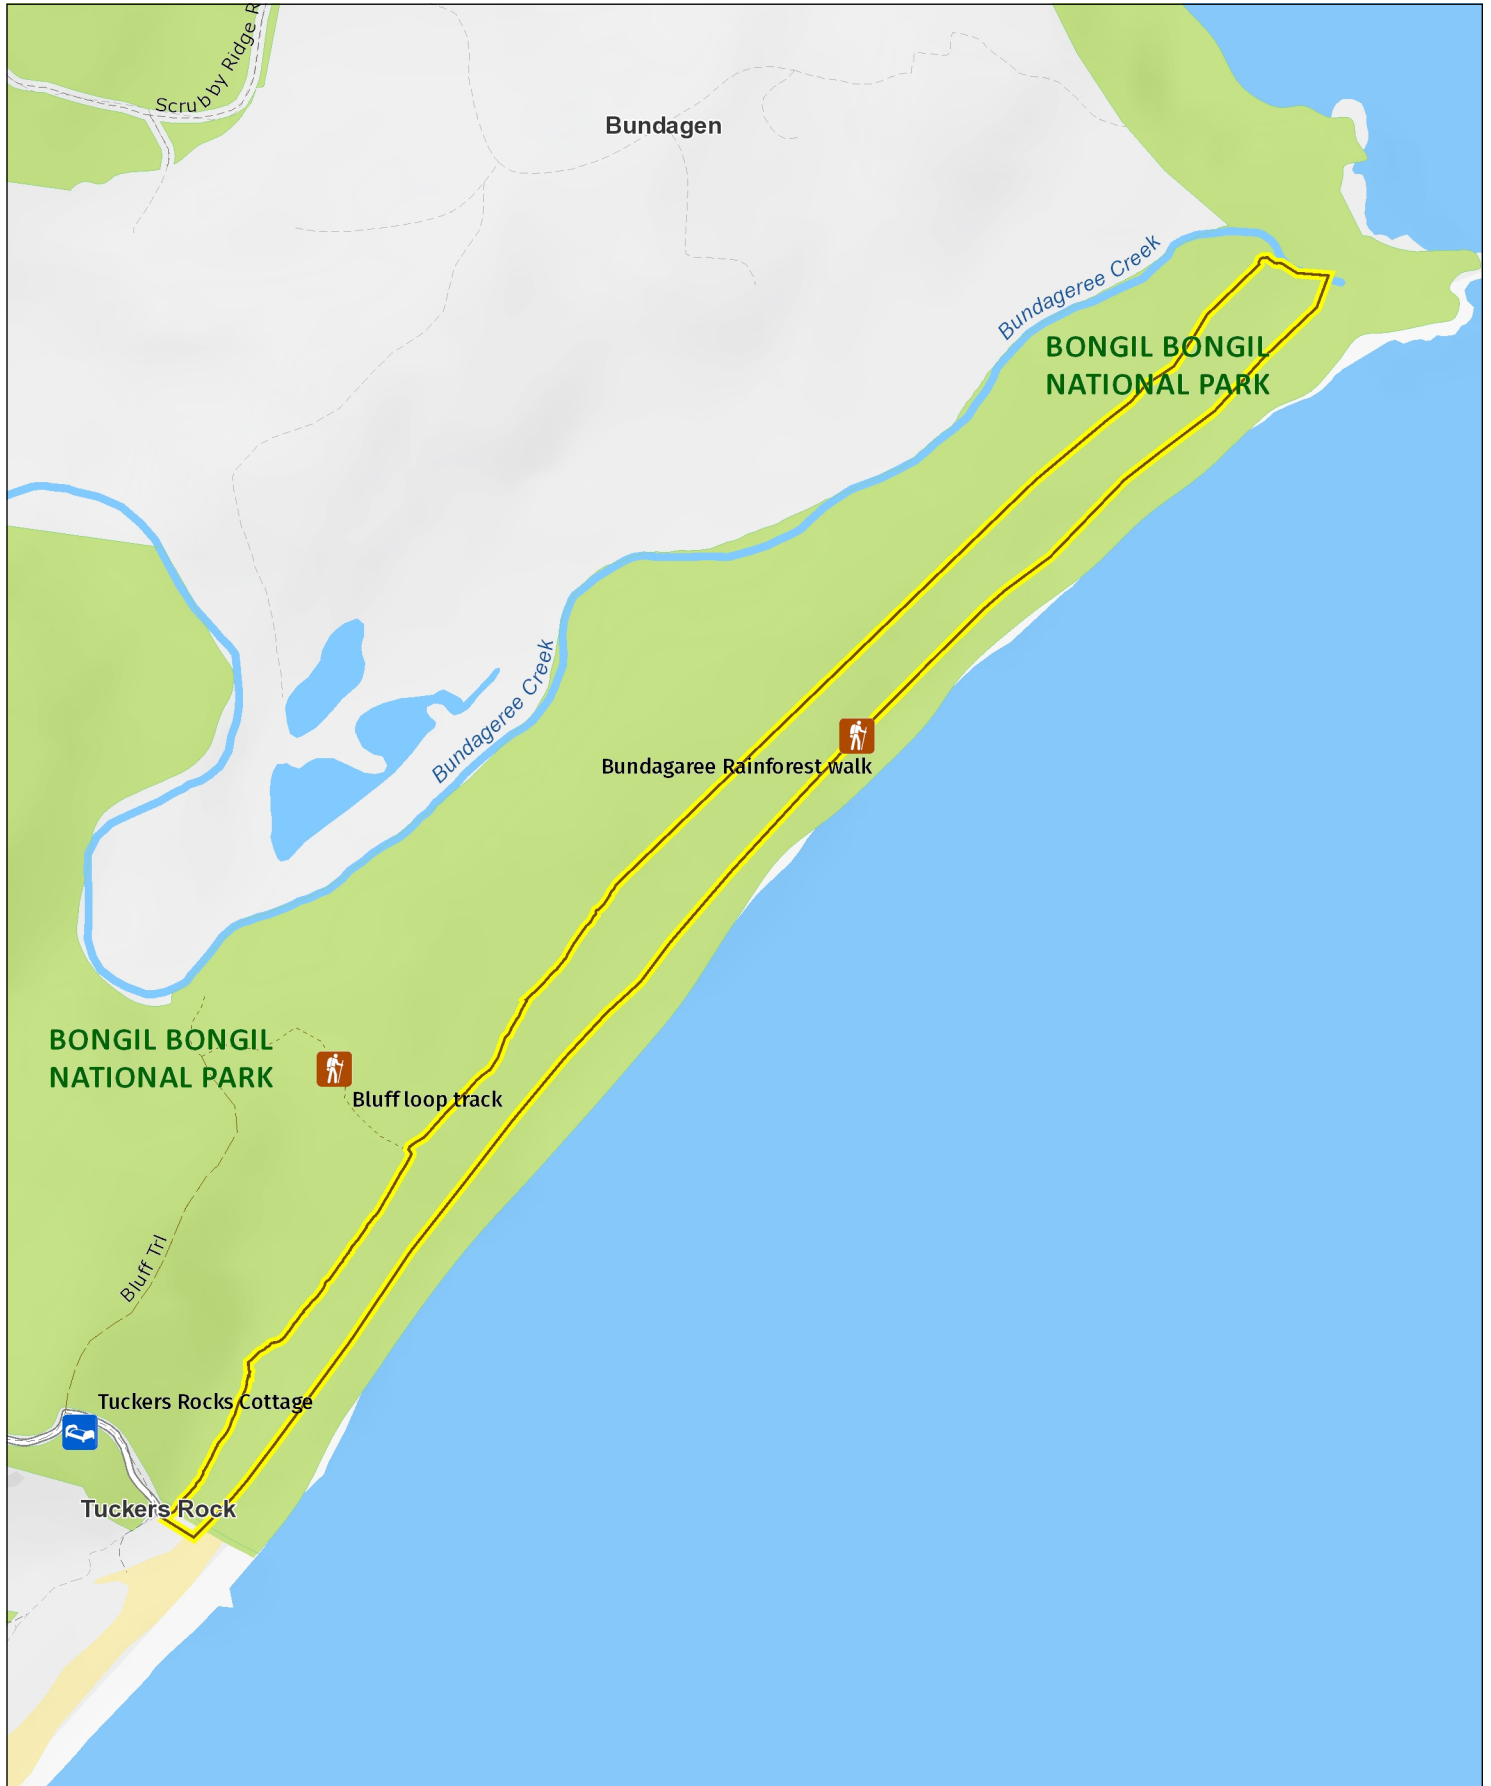 Scrubby Ridge R
Bundagen
Bundageree Creek
BONGIL BONGIL
NATIONAL PARK
Bundageree Creek
Bundagaree Rainforest walk
BONGIL BONGIL
NATIONAL PARK
Bluff loop track
Bluff Trl
Tuckers Rocks Cottage
Tuckers Rock